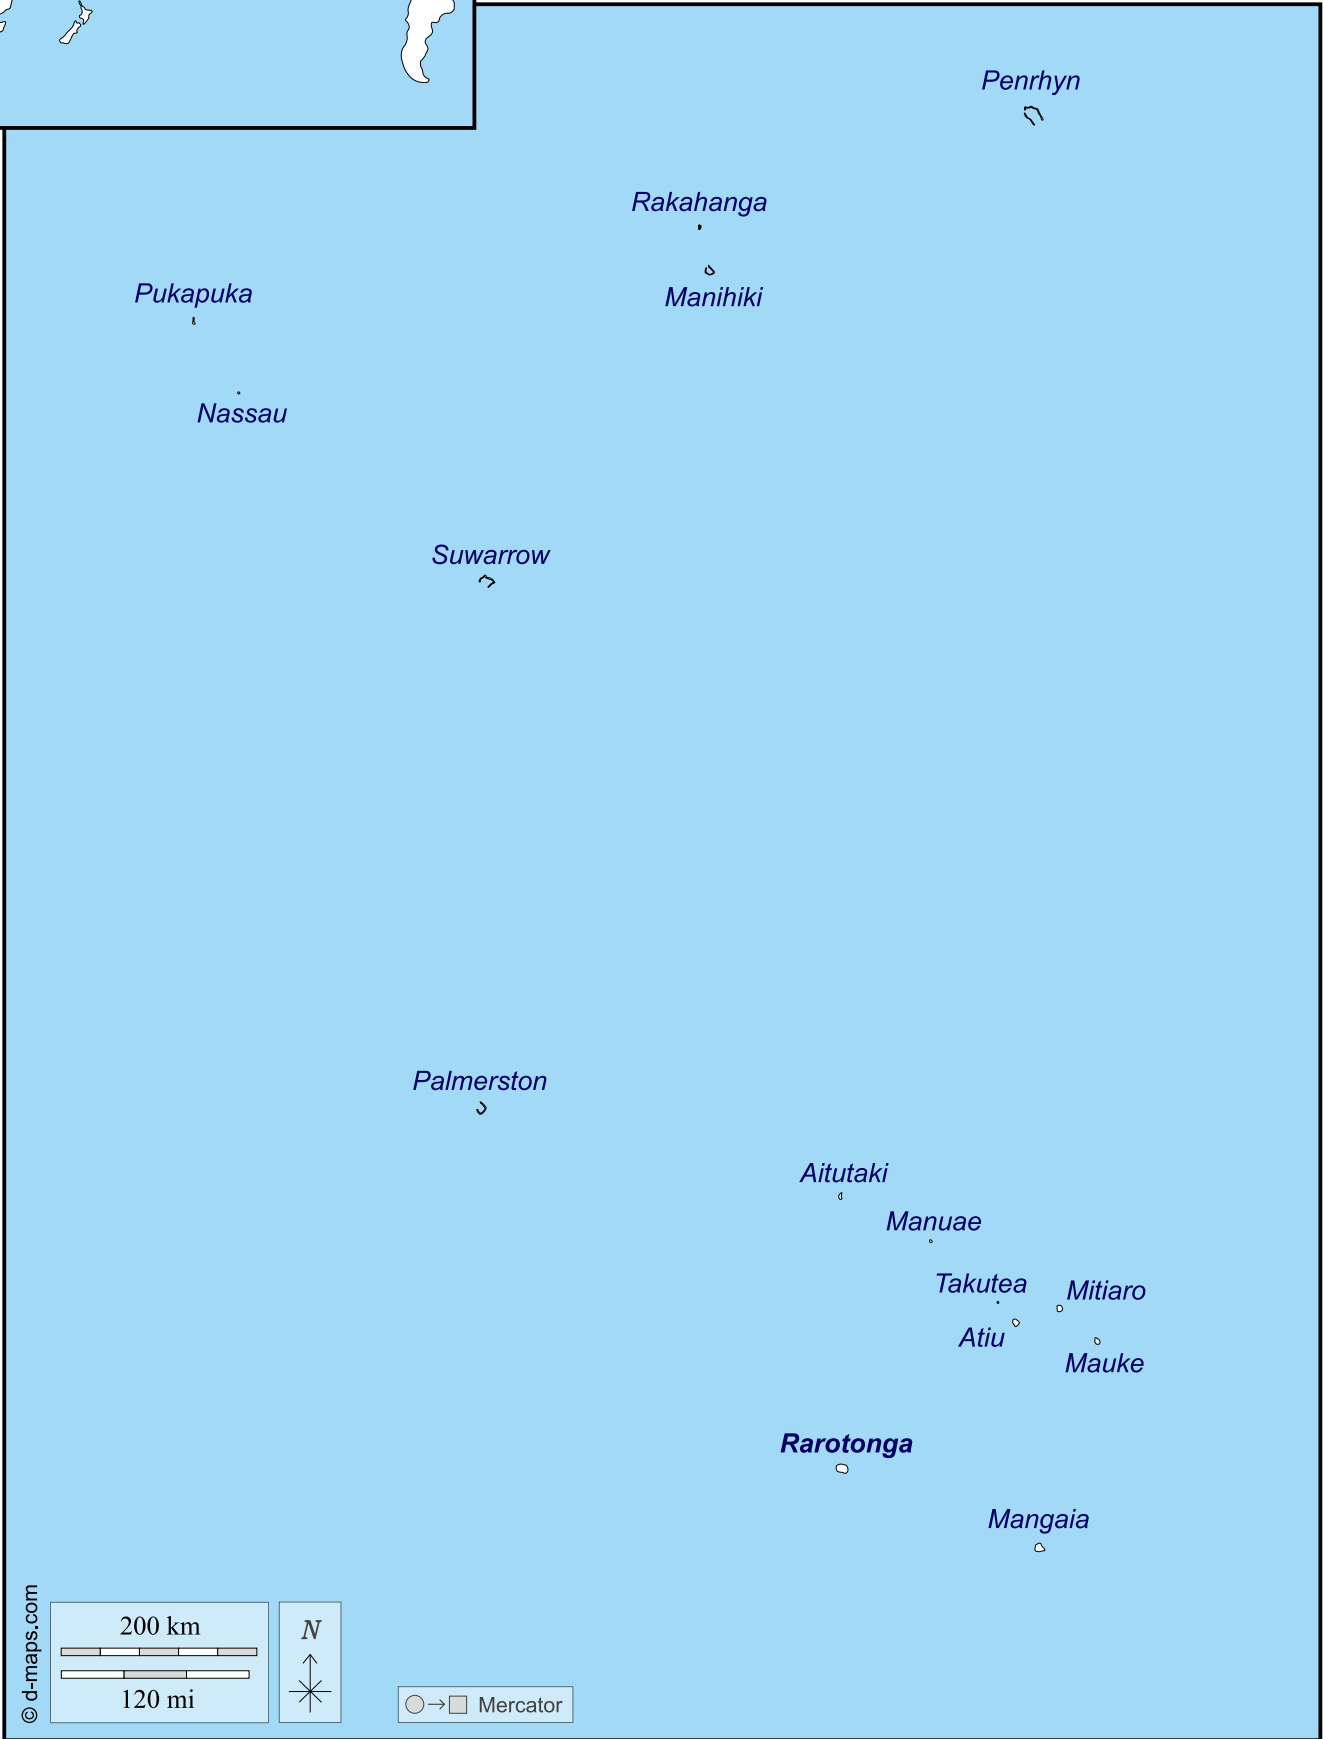 Penrhyn
Rakahanga
Manihiki
Pukapuka
Nassau
Suwarrow
Palmerston
Aitutaki
Manuae
Takutea
Mitiaro
Atiu
Mauke
Rarotonga
Mangaia
© d-maps.com
200 km
120 mi
N
Mercator